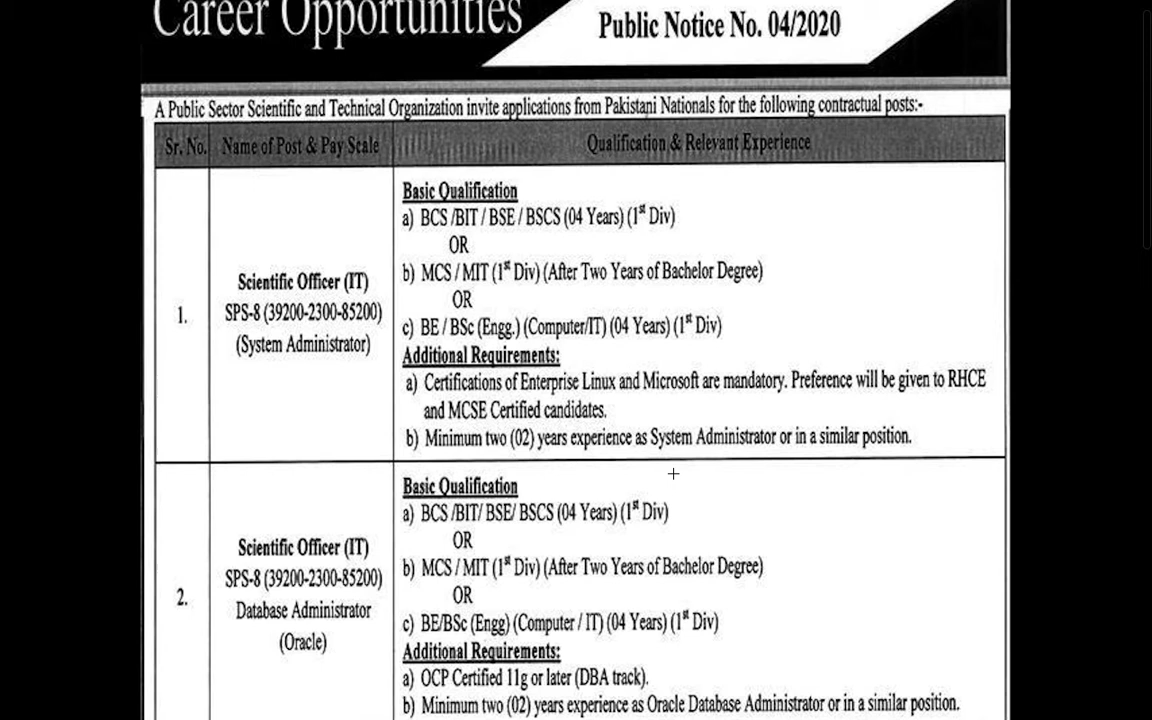 Career Opportunities
Public Notice No. 04/2020
A Public Sector Scientific and Technical Organization invite applications from Pakistani Nationals for the following contractual posts:-
Sr. No. Name of Post & Pay Scale Qualification & Relevant Experience
1.
Scientific Officer (IT)
SPS-8 (39200-2300-85200)
(System Administrator)
Basic Qualification
a) BCS /BIT / BSE / BSCS (04 Years) (1st Div)
OR
b) MCS / MIT (1st Div) (After Two Years of Bachelor Degree)
OR
c) BE / BSc (Engg.) (Computer/IT) (04 Years) (1st Div)
Additional Requirements:
a) Certifications of Enterprise Linux and Microsoft are mandatory. Preference will be given to RHCE
and MCSE Certified candidates.
b) Minimum two (02) years experience as System Administrator or in a similar position.
2.
Scientific Officer (IT)
SPS-8 (39200-2300-85200)
Database Administrator
(Oracle)
Basic Qualification
a) BCS /BIT/ BSE/ BSCS (04 Years) (1st Div)
OR
b) MCS / MIT (1st Div) (After Two Years of Bachelor Degree)
OR
c) BE/BSc (Engg) (Computer / IT) (04 Years) (1st Div)
Additional Requirements:
a) OCP Certified 11g or later (DBA track).
b) Minimum two (02) years experience as Oracle Database Administrator or in a similar position.